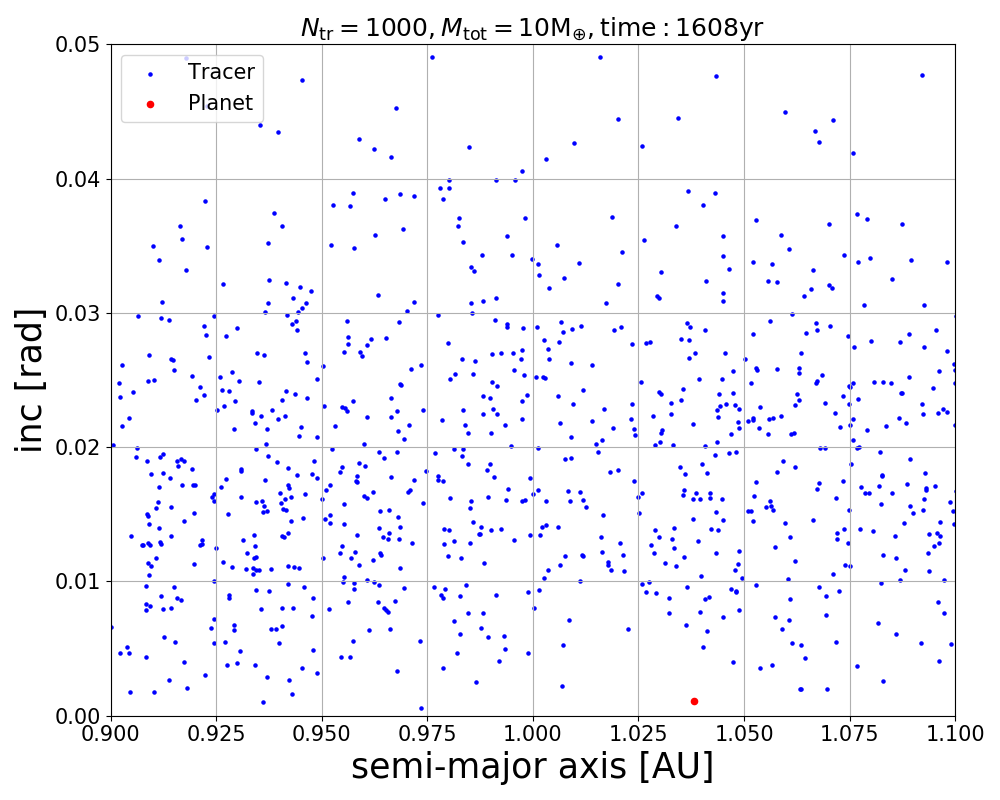 N_tr = 1000, M_tot = 10M_⊕, time : 1608yr
0.05
Tracer
Planet
0.04
0.03
0.02
0.01
0.00
inc [rad]
0.900 0.925 0.950 0.975 1.000 1.025 1.050 1.075 1.100
semi-major axis [AU]